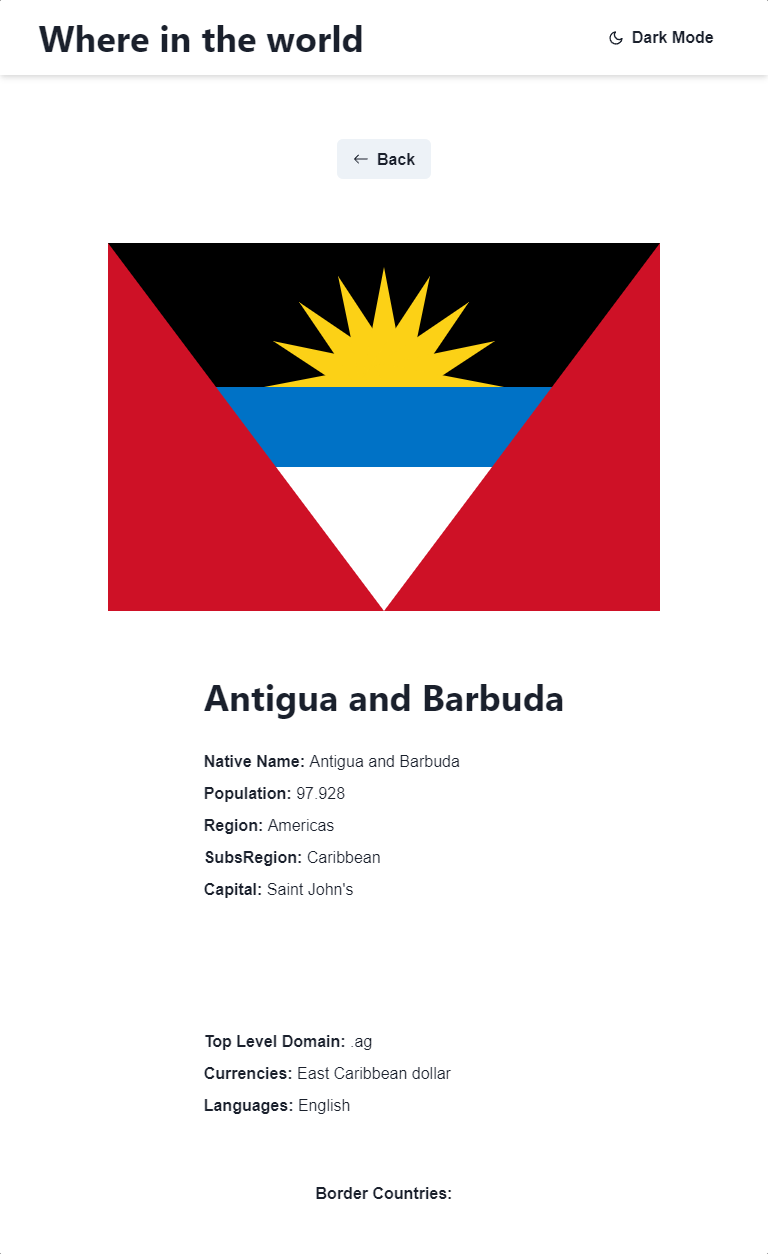 Where in the world
Dark Mode
Back
Antigua and Barbuda
Native Name: Antigua and Barbuda
Population: 97.928
Region: Americas
SubsRegion: Caribbean
Capital: Saint John's
Top Level Domain: .ag
Currencies: East Caribbean dollar
Languages: English
Border Countries: